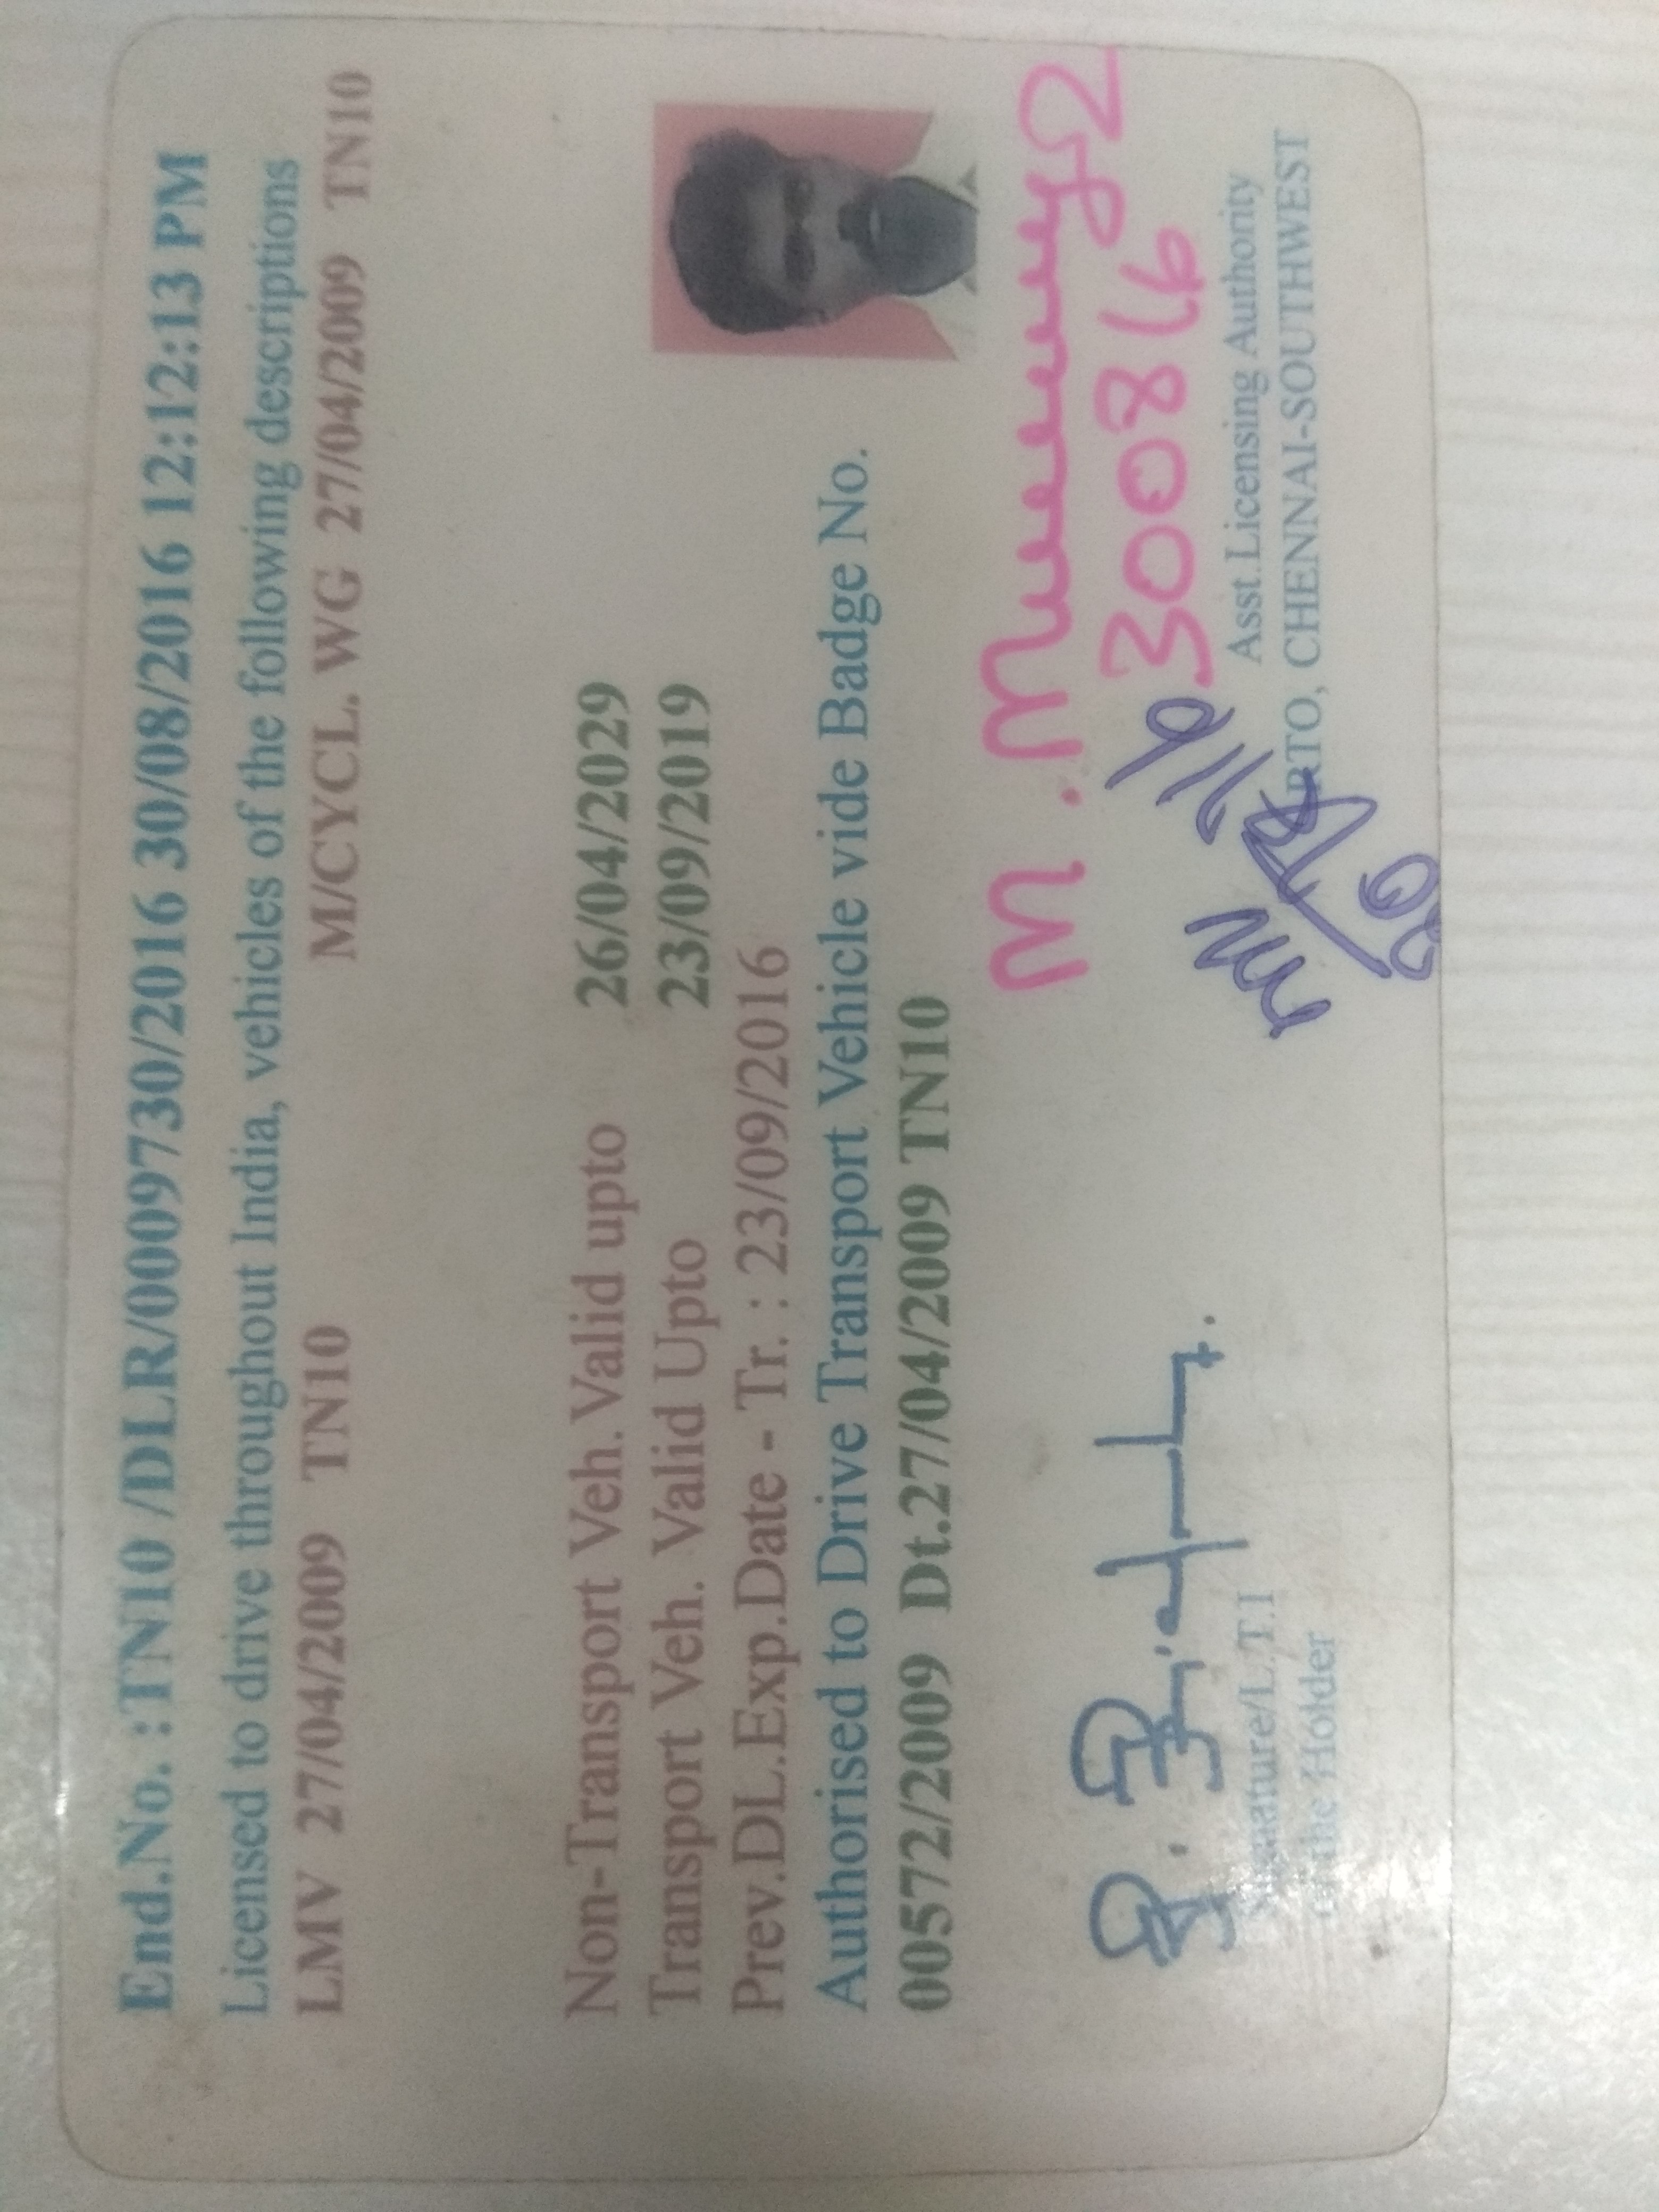 End.No. :TN10 /DLR/0009730/2016 30/08/2016 12:12:13 PM
Licensed to drive throughout India, vehicles of the following descriptions
LMV 27/04/2009 TN10 M/CYCL. WG 27/04/2009 TN10
Non-Transport Veh. Valid upto 26/04/2029
Transport Veh. Valid Upto 23/09/2019
Prev.DL.Exp.Date - Tr. : 23/09/2016
Authorised to Drive Transport Vehicle vide Badge No.
00572/2009 Dt.27/04/2009 TN10
M.
300816
Signature/L.T.I
of the Holder
Asst.Licensing Authority
RTO, CHENNAI-SOUTHWEST